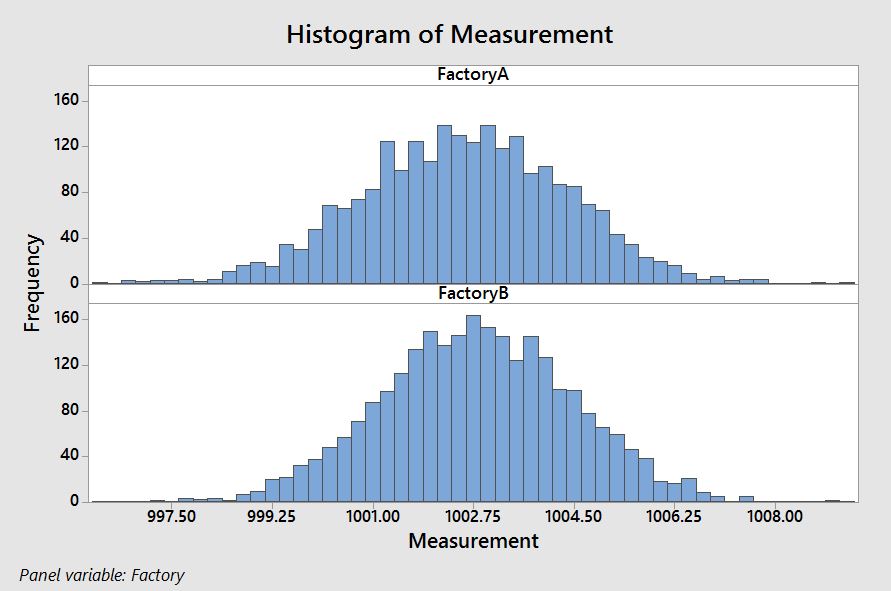 Histogram of Measurement
FactoryA
160
120
80
40
0
FactoryB
160
120
80
40
0
Frequency
997.50 999.25 1001.00 1002.75 1004.50 1006.25 1008.00
Measurement
Panel variable: Factory